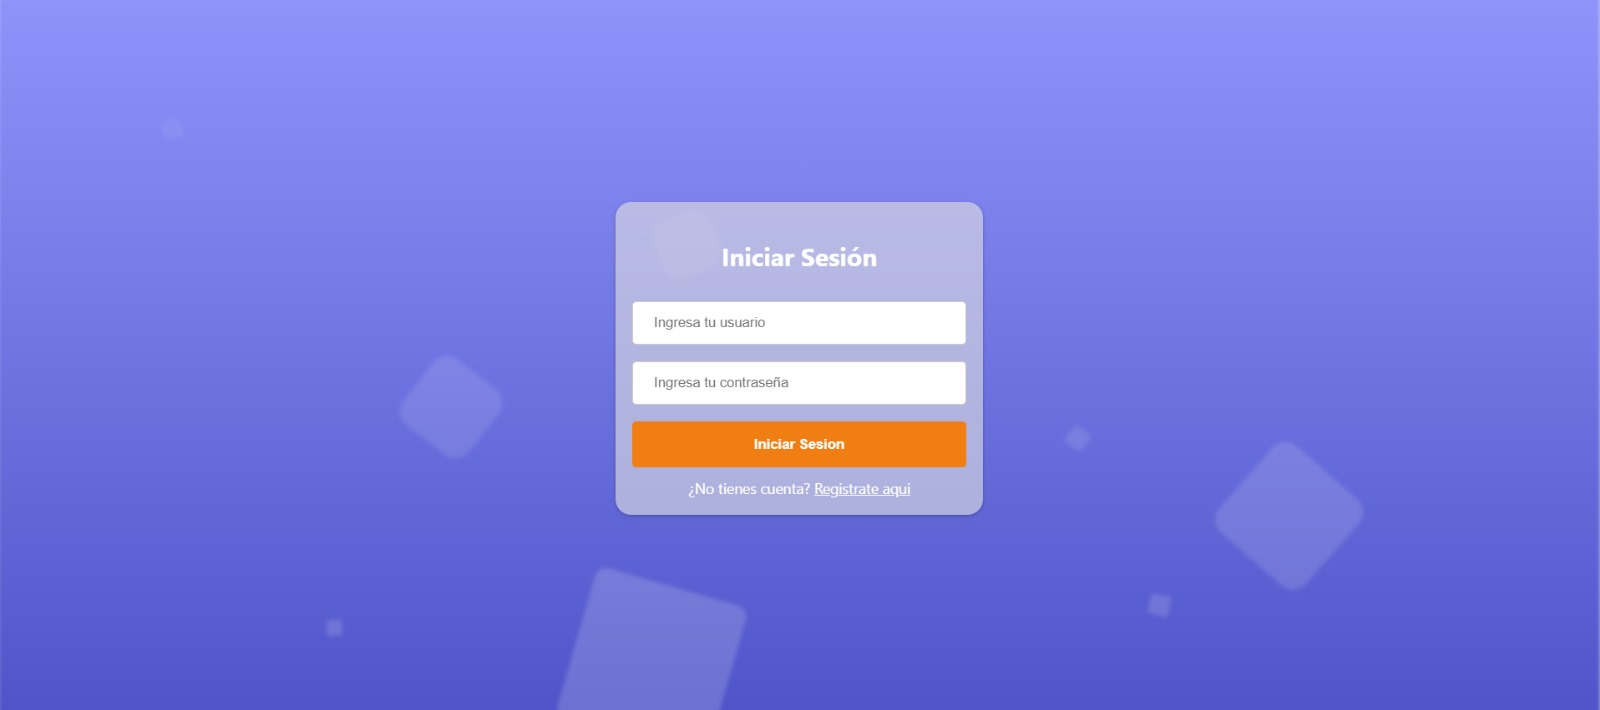 Iniciar Sesión
Ingresa tu usuario
Ingresa tu contraseña
Iniciar Sesion
¿No tienes cuenta? Registrate aqui